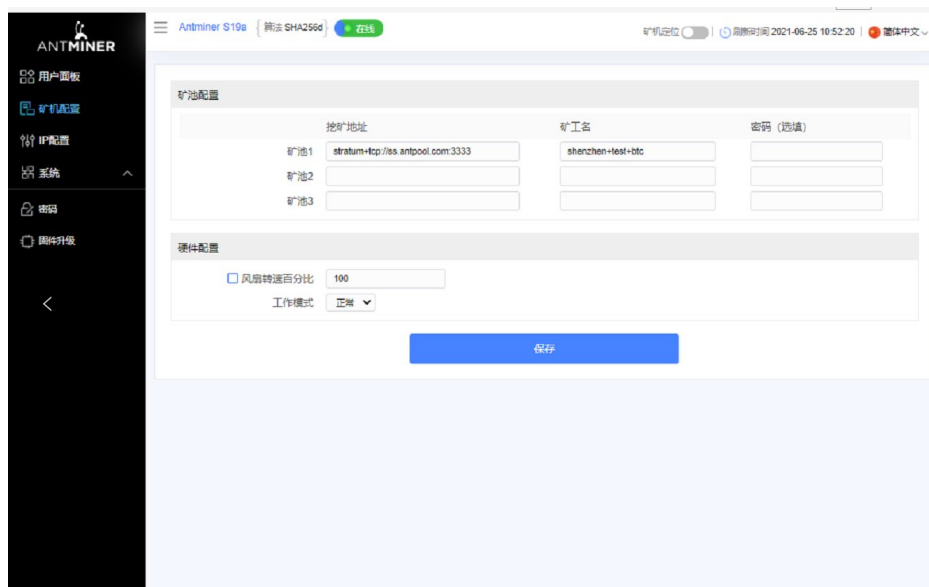 ANTMINER
Antminer S19a 算法 SHA256d 在线
矿机定位 刷新时间 2021-06-25 10:52:20 简体中文
用户面板
矿机配置
IP配置
系统
密码
固件升级
矿池配置
挖矿地址 矿工名 密码 (选填)
矿池1 stratum+tcp://ss.antpool.com:3333 shenzhen+test+btc
矿池2
矿池3
硬件配置
风扇转速百分比 100
工作模式 正常
保存